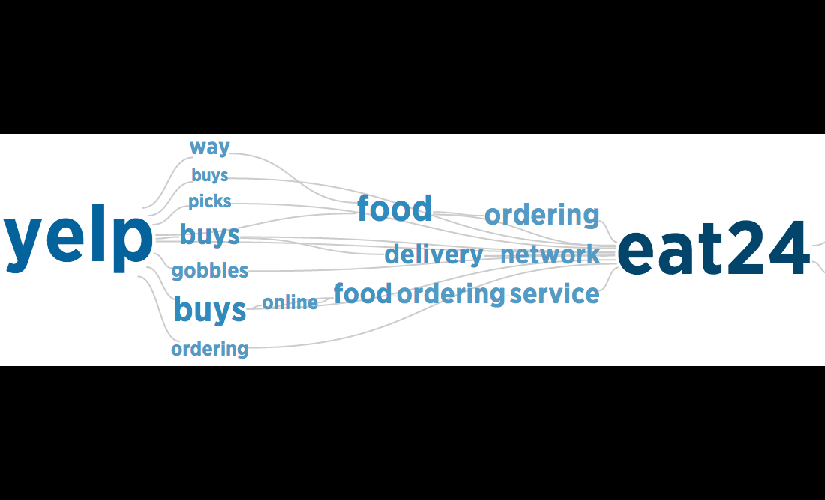 way
buys
picks
food
ordering
yelp
buys
eat24
delivery network
gobbles
buys
online
food ordering service
ordering